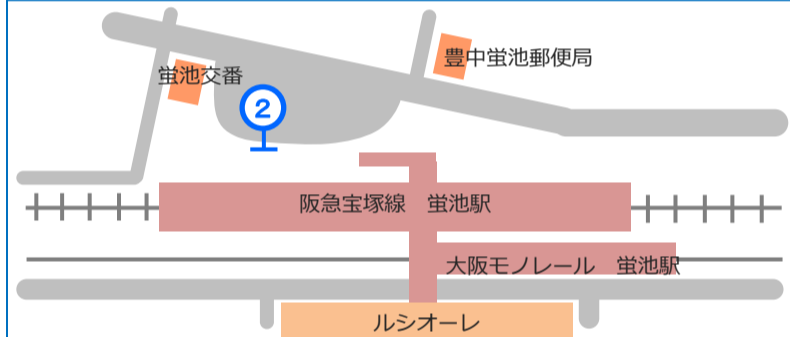 豊中蛍池郵便局
蛍池交番
2
阪急宝塚線　蛍池駅
大阪モノレール　蛍池駅
ルシオーレ